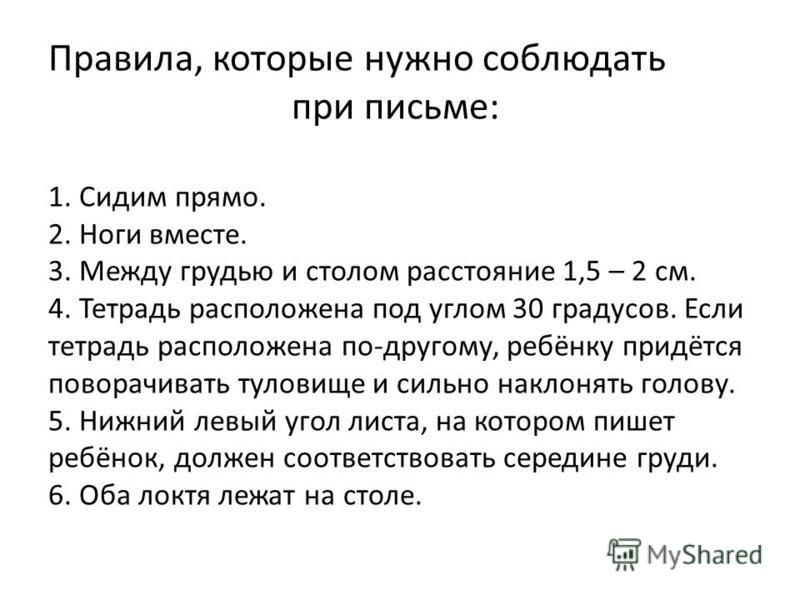 Правила, которые нужно соблюдать
при письме:
1. Сидим прямо.
2. Ноги вместе.
3. Между грудью и столом расстояние 1,5 – 2 см.
4. Тетрадь расположена под углом 30 градусов. Если
тетрадь расположена по-другому, ребёнку придётся
поворачивать туловище и сильно наклонять голову.
5. Нижний левый угол листа, на котором пишет
ребёнок, должен соответствовать середине груди.
6. Оба локтя лежат на столе.
MyShared